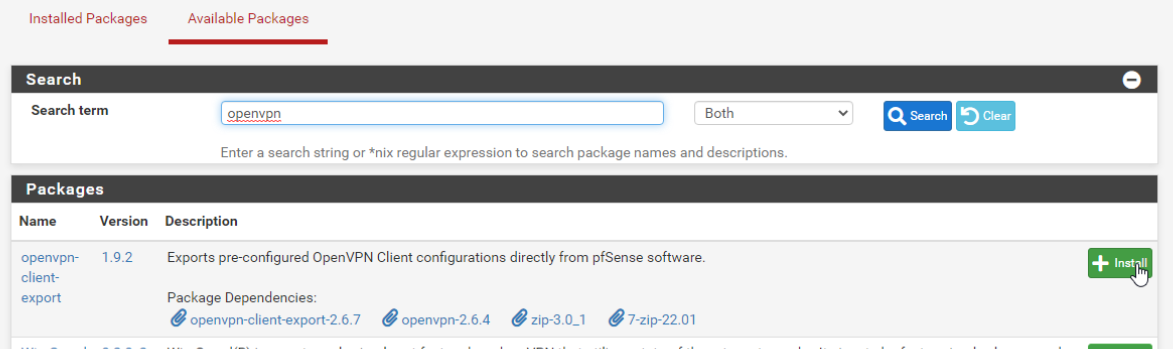 Installed Packages Available Packages
Search
Search term openvpn Both Search Clear
Enter a search string or *nix regular expression to search package names and descriptions.
Packages
Name Version Description
openvpn-client-export 1.9.2 Exports pre-configured OpenVPN Client configurations directly from pfSense software. Install
Package Dependencies:
openvpn-client-export-2.6.7 openvpn-2.6.4 zip-3.0_1 7-zip-22.01